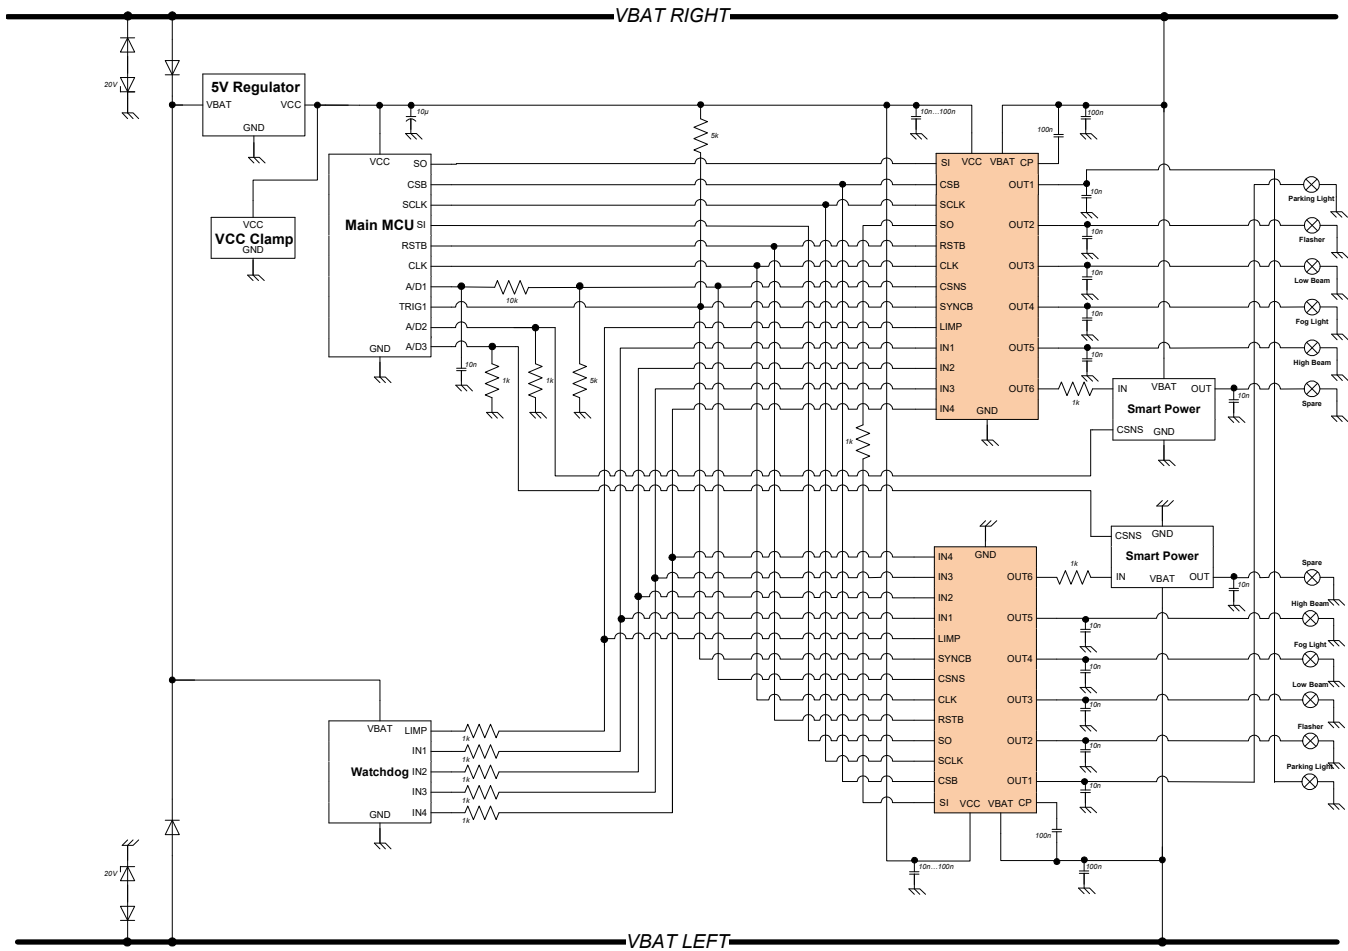 VBAT RIGHT
20V
5V Regulator
VBAT
VCC
GND
10µ
5k
10n...100n
100n
100n
VCC
VCC Clamp
GND
VCC
Main MCU
SO
CSB
SCLK
SI
RSTB
CLK
A/D1
TRIG1
A/D2
A/D3
GND
10k
10n
1k
1k
5k
SI
VCC
VBAT
CP
CSB
SCLK
SO
RSTB
CLK
CSNS
SYNCB
LIMP
IN1
IN2
IN3
IN4
GND
OUT1
OUT2
OUT3
OUT4
OUT5
OUT6
10n
10n
10n
10n
10n
1k
1k
Parking Light
Flasher
Low Beam
Fog Light
High Beam
Spare
IN
VBAT
OUT
Smart Power
CSNS
GND
10n
CSNS
GND
Smart Power
IN
VBAT
OUT
10n
1k
GND
IN4
IN3
IN2
IN1
LIMP
SYNCB
CSNS
CLK
RSTB
SO
SCLK
CSB
SI
VCC
VBAT
CP
OUT6
OUT5
OUT4
OUT3
OUT2
OUT1
10n
10n
10n
10n
10n
Spare
High Beam
Fog Light
Low Beam
Flasher
Parking Light
VBAT
LIMP
IN1
Watchdog
IN2
IN3
GND
IN4
1k
1k
1k
1k
1k
100n
10n...100n
100n
20V
VBAT LEFT